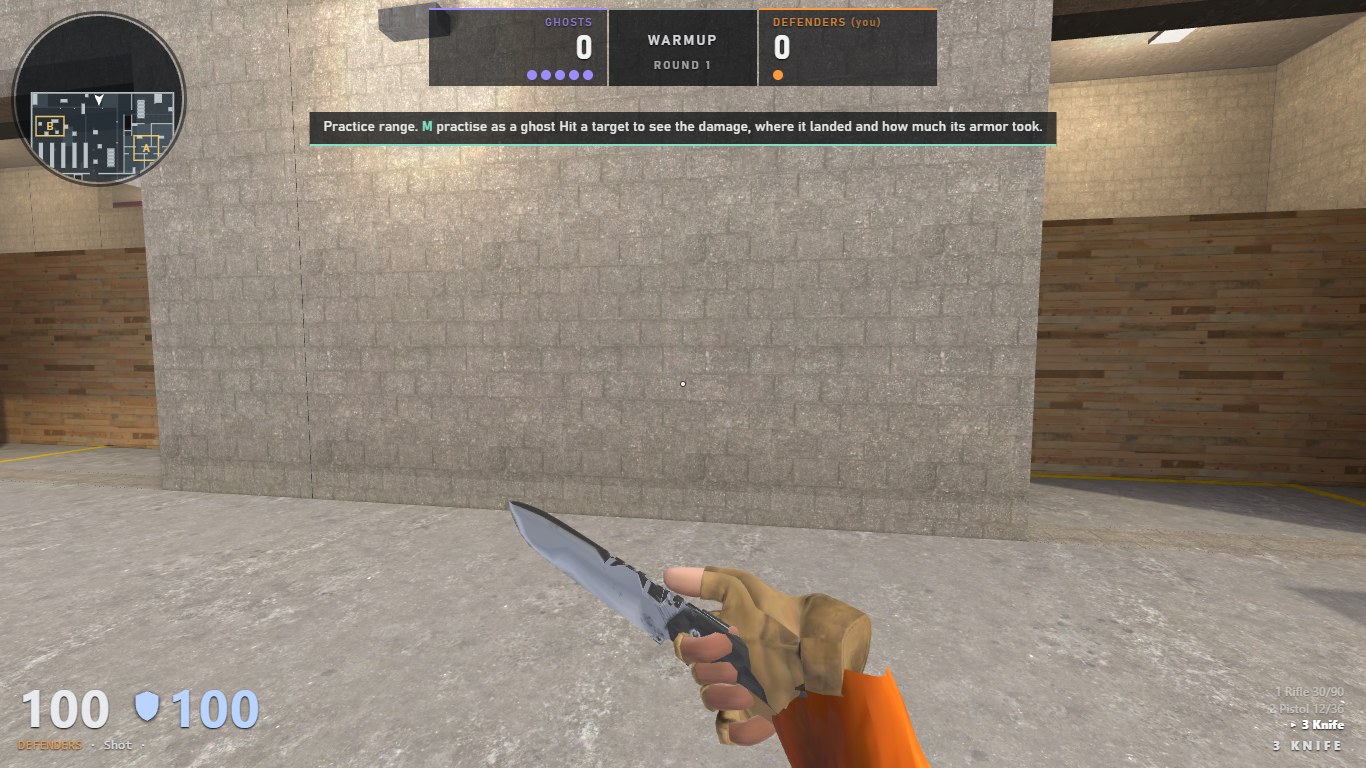 GHOSTS
0
WARMUP
ROUND 1
DEFENDERS (you)
0
Practice range. M practise as a ghost Hit a target to see the damage, where it landed and how much its armor took.
B
A
100 100
DEFENDERS · Shot ·
1 Rifle 30/90
2 Pistol 12/36
▸ 3 Knife
3 KNIFE